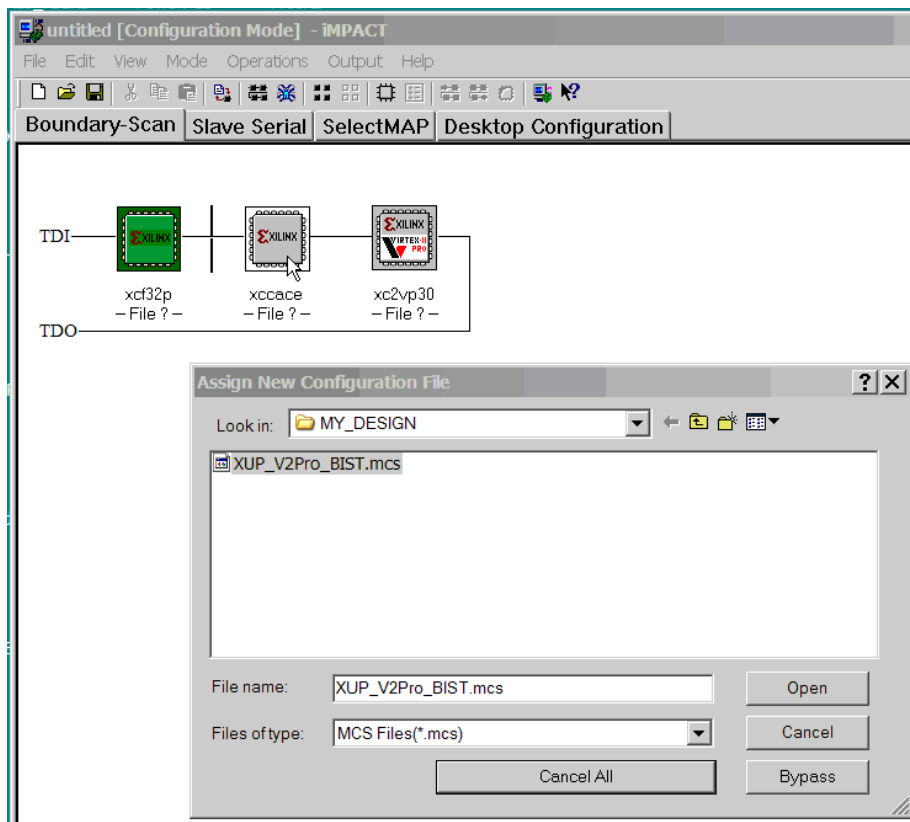 untitled [Configuration Mode] - iMPACT
File Edit View Mode Operations Output Help
Boundary-Scan Slave Serial SelectMAP Desktop Configuration
TDI
XILINX XILINX XILINX
VIRTEX-II
PRO
xcf32p xccace xc2vp30
– File ? – – File ? – – File ? –
TDO
Assign New Configuration File
Look in: MY_DESIGN
XUP_V2Pro_BIST.mcs
File name: XUP_V2Pro_BIST.mcs Open
Files of type: MCS Files(*.mcs) Cancel
Cancel All Bypass